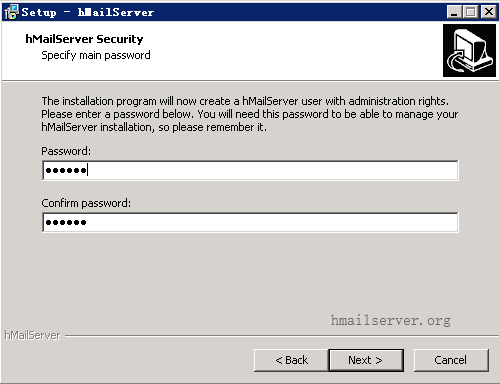 Setup - hMailServer
hMailServer Security
Specify main password
The installation program will now create a hMailServer user with administration rights.
Please enter a password below. You will need this password to be able to manage your
hMailServer installation, so please remember it.
Password:
●●●●●●
Confirm password:
●●●●●●
hmailserver.org
hMailServer
< Back
Next >
Cancel